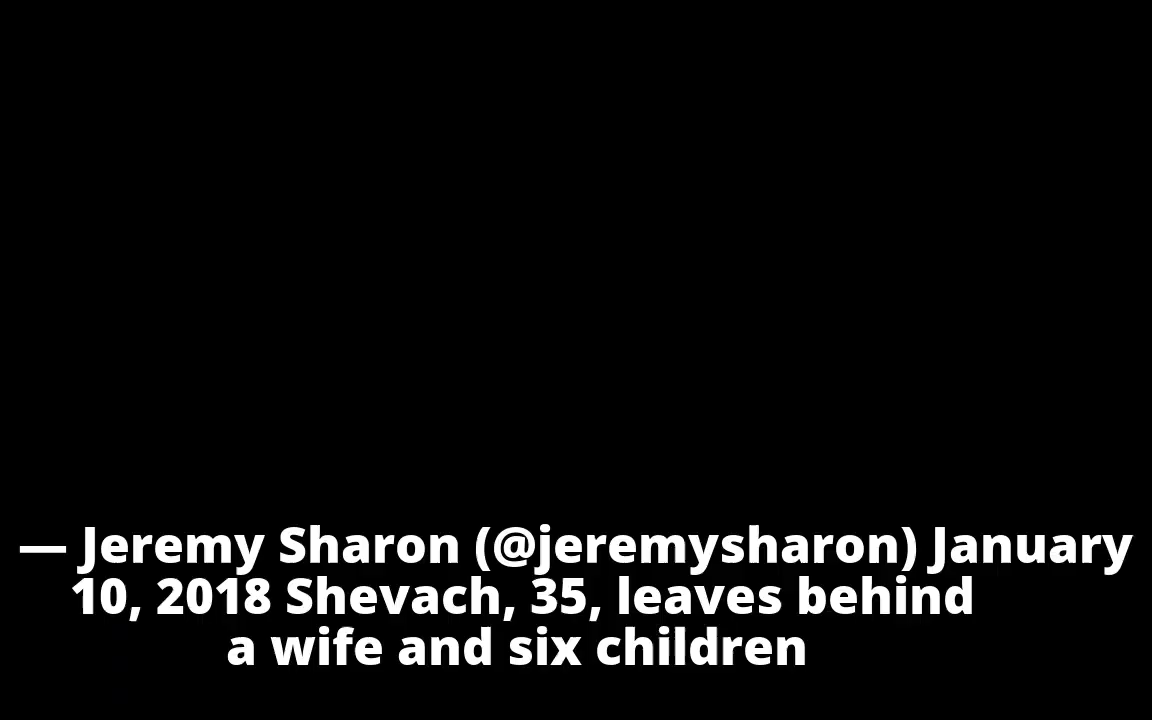 — Jeremy Sharon (@jeremysharon) January
10, 2018 Shevach, 35, leaves behind
a wife and six children